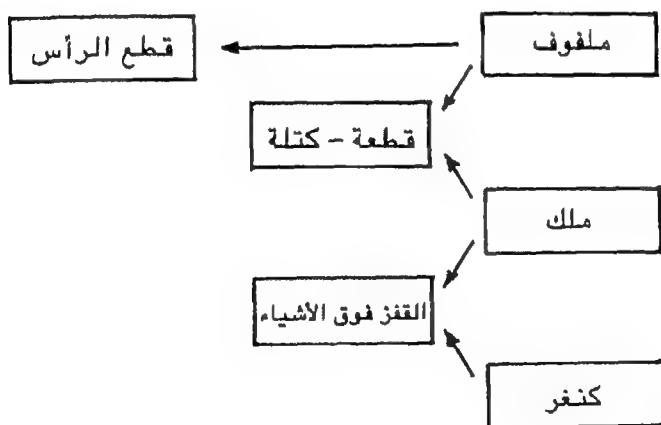 ملفوف
قطع الرأس
قطعة - كتلة
ملك
القفز فوق الأشياء
كنغر